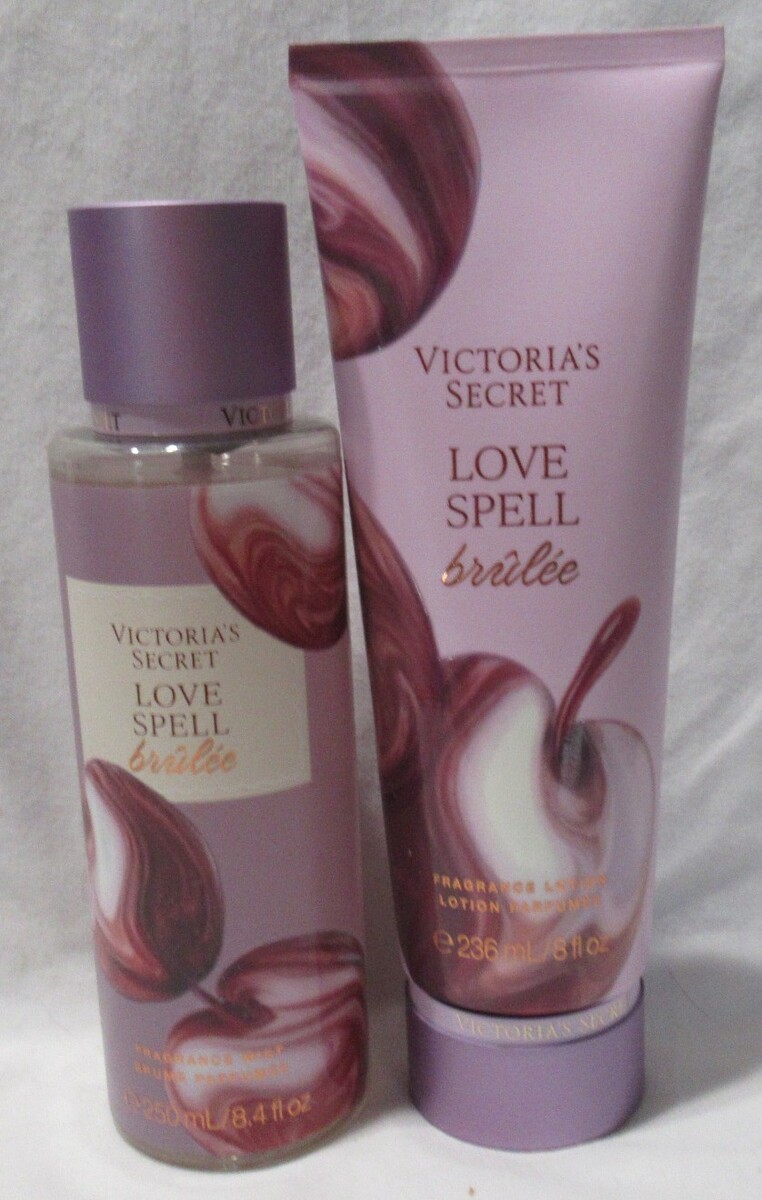 VICTORIA'S
SECRET
LOVE
SPELL
brûlée
FRAGRANCE MIST
BRUME PARFUMÉE
℮ 250 mL / 8.4 fl oz
VICTORIA'S
SECRET
LOVE
SPELL
brûlée
FRAGRANCE LOTION
LOTION PARFUMÉE
℮ 236 mL / 8 fl oz
VICTORIA'S SECRE